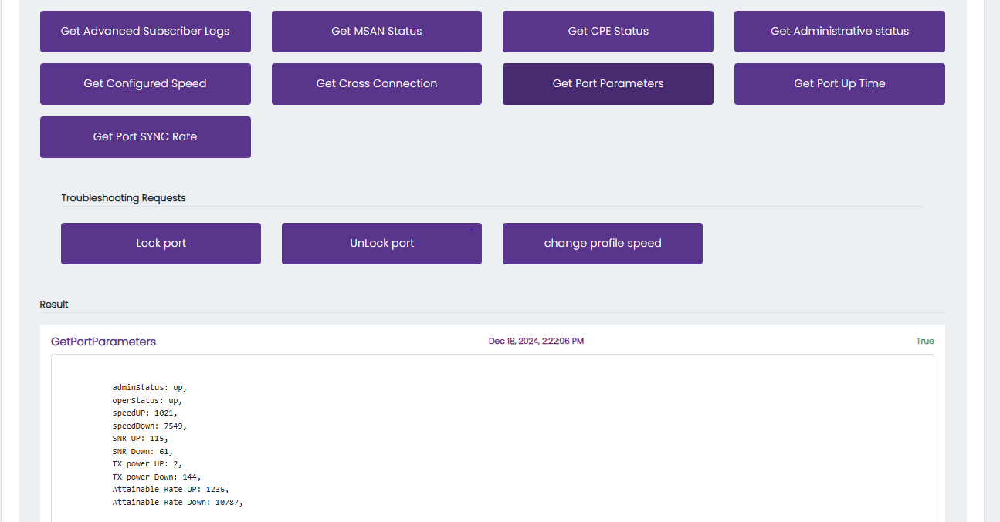 Get Advanced Subscriber Logs
Get MSAN Status
Get CPE Status
Get Administrative status
Get Configured Speed
Get Cross Connection
Get Port Parameters
Get Port Up Time
Get Port SYNC Rate
Troubleshooting Requests
Lock port
UnLock port
change profile speed
Result
GetPortParameters
Dec 18, 2024, 2:22:06 PM
True
adminStatus: up,
operStatus: up,
speedUP: 1021,
speedDown: 7549,
SNR UP: 115,
SNR Down: 61,
TX power UP: 2,
TX power Down: 144,
Attainable Rate UP: 1236,
Attainable Rate Down: 10787,